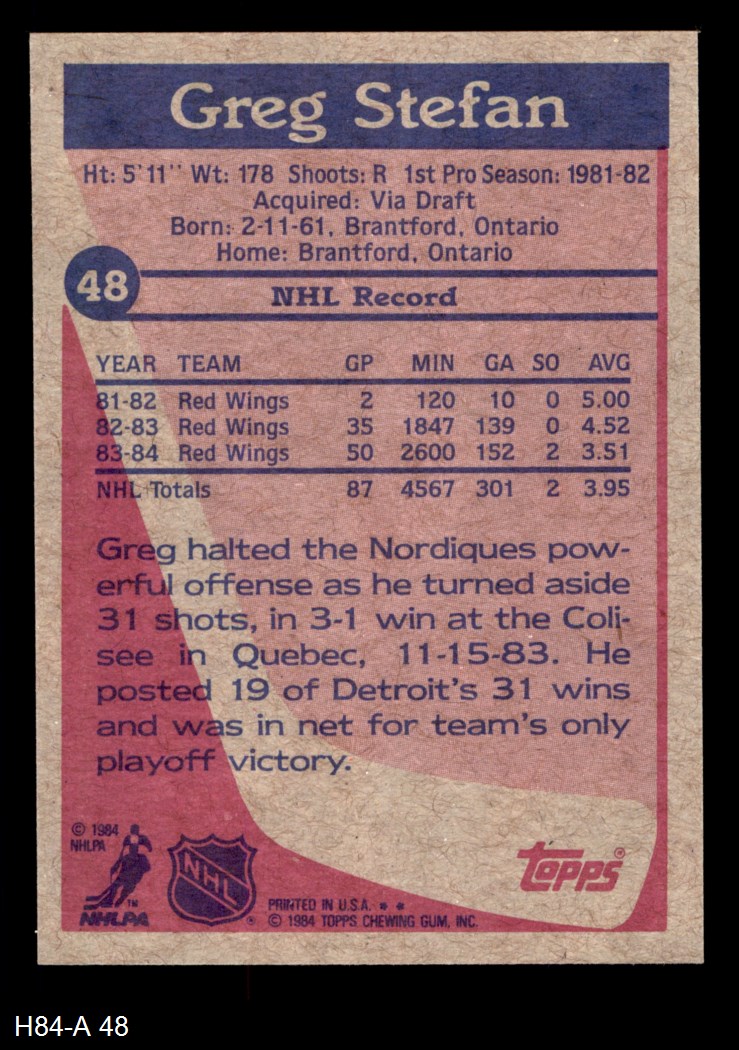 Greg Stefan
Ht: 5'11'' Wt: 178 Shoots: R 1st Pro Season: 1981-82
Acquired: Via Draft
Born: 2-11-61, Brantford, Ontario
Home: Brantford, Ontario
48
NHL Record
YEAR TEAM GP MIN GA SO AVG
81-82 Red Wings 2 120 10 0 5.00
82-83 Red Wings 35 1847 139 0 4.52
83-84 Red Wings 50 2600 152 2 3.51
NHL Totals 87 4567 301 2 3.95
Greg halted the Nordiques pow-
erful offense as he turned aside
31 shots, in 3-1 win at the Coli-
see in Quebec, 11-15-83. He
posted 19 of Detroit's 31 wins
and was in net for team's only
playoff victory.
© 1984
NHLPA
TM
NHLPA
NHL
®
PRINTED IN U.S.A. * *
© 1984 TOPPS CHEWING GUM, INC.
topps®
H84-A 48